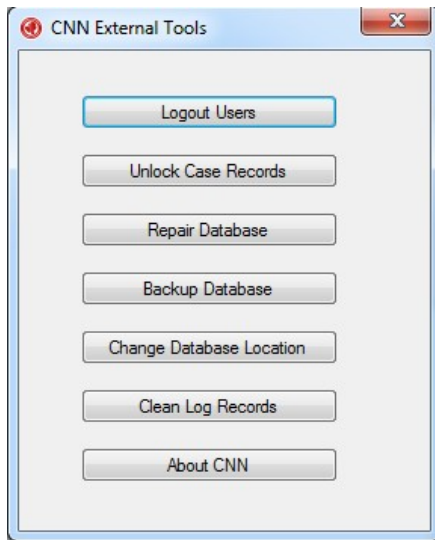 CNN External Tools
Logout Users
Unlock Case Records
Repair Database
Backup Database
Change Database Location
Clean Log Records
About CNN